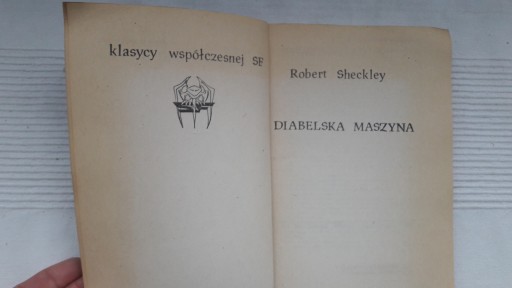 klasycy współczesnej SF
Robert Sheckley
DIABELSKA MASZYNA